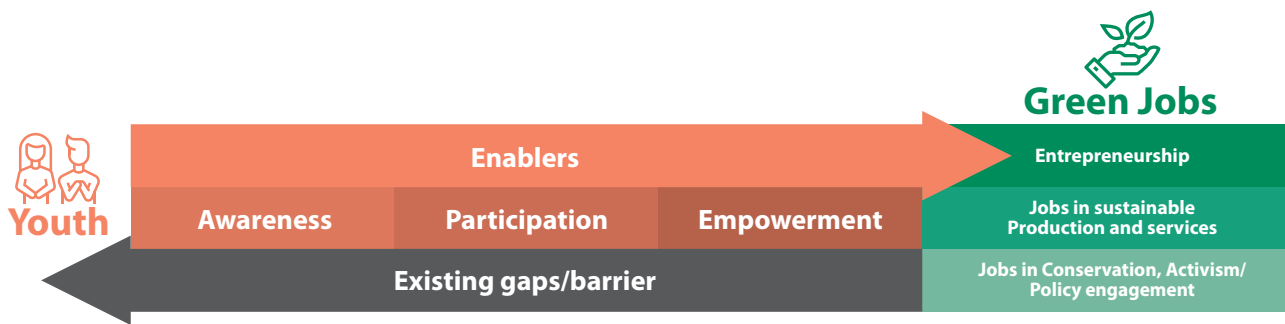 Green Jobs
Youth
Enablers
Entrepreneurship
Awareness
Participation
Empowerment
Jobs in sustainable
Production and services
Existing gaps/barrier
Jobs in Conservation, Activism/
Policy engagement